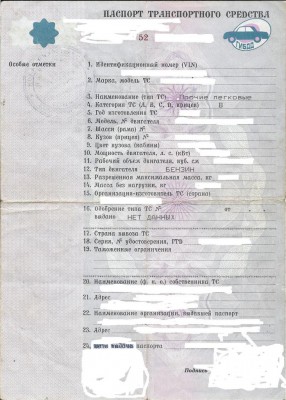 ПАСПОРТ ТРАНСПОРТНОГО СРЕДСТВА
52
ГИБДД
Особые отметки
1. Идентификационный номер (VIN)
2. Марка, модель ТС
3. Наименование (тип ТС) Прочие легковые
4. Категория ТС (А, В, С, D, прицеп) В
5. Год изготовления ТС
6. Модель, № двигателя
7. Шасси (рама) №
8. Кузов (прицеп) №
9. Цвет кузова (кабины)
10. Мощность двигателя, л. с. (кВт)
11. Рабочий объем двигателя, куб. см
12. Тип двигателя БЕНЗИН
13. Разрешенная максимальная масса, кг
14. Масса без нагрузки, кг
15. Организация-изготовитель ТС (страна)
16. Одобрение типа ТС № от
выдано НЕТ ДАННЫХ
17. Страна вывоза ТС
18. Серия, № удостоверения, ГТД
19. Таможенные ограничения
20. Наименование (ф. и. о.) собственника ТС
21. Адрес
22. Наименование организации, выдавшей паспорт
23. Адрес
25. паспорта
Подпись